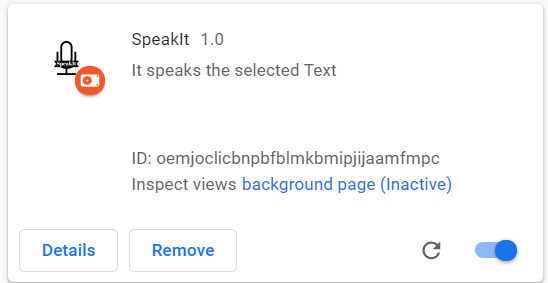 SpeakIt 1.0
It speaks the selected Text
ID: oemjoclicbnpbfblmkbmipjijaamfmpc
Inspect views background page (Inactive)
Details Remove